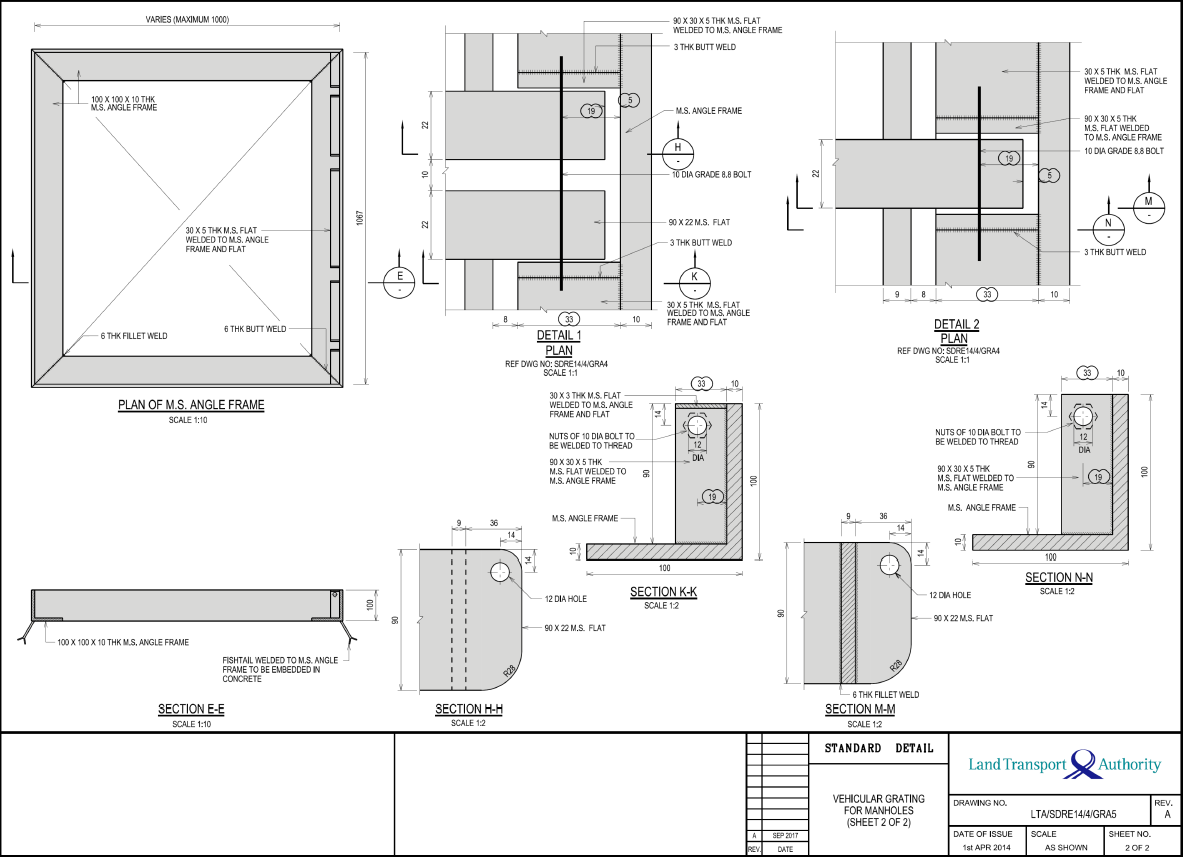 VARIES (MAXIMUM 1000)
100 X 100 X 10 THK
M.S. ANGLE FRAME
30 X 5 THK M.S. FLAT
WELDED TO M.S. ANGLE
FRAME AND FLAT
1067
E
-
6 THK FILLET WELD
6 THK BUTT WELD
PLAN OF M.S. ANGLE FRAME
SCALE 1:10
90 X 30 X 5 THK M.S. FLAT
WELDED TO M.S. ANGLE FRAME
3 THK BUTT WELD
5
19
M.S. ANGLE FRAME
22
H
-
10
10 DIA GRADE 8.8 BOLT
22
90 X 22 M.S. FLAT
3 THK BUTT WELD
K
-
30 X 5 THK M.S. FLAT
WELDED TO M.S. ANGLE
FRAME AND FLAT
8
33
10
DETAIL 1
PLAN
REF DWG NO: SDRE14/4/GRA4
SCALE 1:1
30 X 5 THK M.S. FLAT
WELDED TO M.S. ANGLE
FRAME AND FLAT
90 X 30 X 5 THK
M.S. FLAT WELDED
TO M.S. ANGLE FRAME
10 DIA GRADE 8.8 BOLT
22
19
5
M
-
N
-
3 THK BUTT WELD
9
8
33
10
DETAIL 2
PLAN
REF DWG NO: SDRE14/4/GRA4
SCALE 1:1
33
10
30 X 3 THK M.S. FLAT
WELDED TO M.S. ANGLE
FRAME AND FLAT
14
NUTS OF 10 DIA BOLT TO
BE WELDED TO THREAD
12
DIA
90 X 30 X 5 THK
M.S. FLAT WELDED TO
M.S. ANGLE FRAME
90
100
19
M.S. ANGLE FRAME
10
100
SECTION K-K
SCALE 1:2
33
10
14
NUTS OF 10 DIA BOLT TO
BE WELDED TO THREAD
12
DIA
90 X 30 X 5 THK
M.S. FLAT WELDED TO
M.S. ANGLE FRAME
90
100
19
M.S. ANGLE FRAME
10
100
SECTION N-N
SCALE 1:2
100
100 X 100 X 10 THK M.S. ANGLE FRAME
FISHTAIL WELDED TO M.S. ANGLE
FRAME TO BE EMBEDDED IN
CONCRETE
SECTION E-E
SCALE 1:10
9
36
14
14
12 DIA HOLE
90
90 X 22 M.S. FLAT
R28
SECTION H-H
SCALE 1:2
9
36
14
14
12 DIA HOLE
90
90 X 22 M.S. FLAT
R28
6 THK FILLET WELD
SECTION M-M
SCALE 1:2
A SEP 2017
REV. DATE
STANDARD DETAIL
VEHICULAR GRATING
FOR MANHOLES
(SHEET 2 OF 2)
Land Transport Authority
DRAWING NO.
LTA/SDRE14/4/GRA5
REV.
A
DATE OF ISSUE
1st APR 2014
SCALE
AS SHOWN
SHEET NO.
2 OF 2